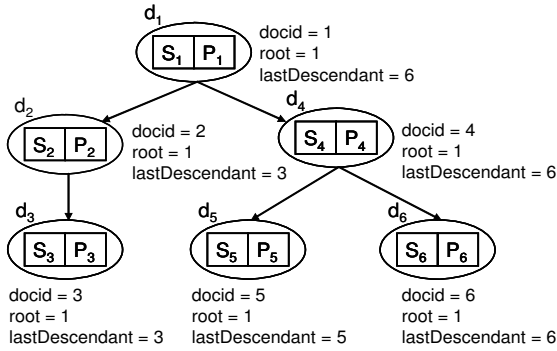 d1
S1 P1
docid = 1
root = 1
lastDescendant = 6
d2
S2 P2
docid = 2
root = 1
lastDescendant = 3
d4
S4 P4
docid = 4
root = 1
lastDescendant = 6
d3
S3 P3
docid = 3
root = 1
lastDescendant = 3
d5
S5 P5
docid = 5
root = 1
lastDescendant = 5
d6
S6 P6
docid = 6
root = 1
lastDescendant = 6